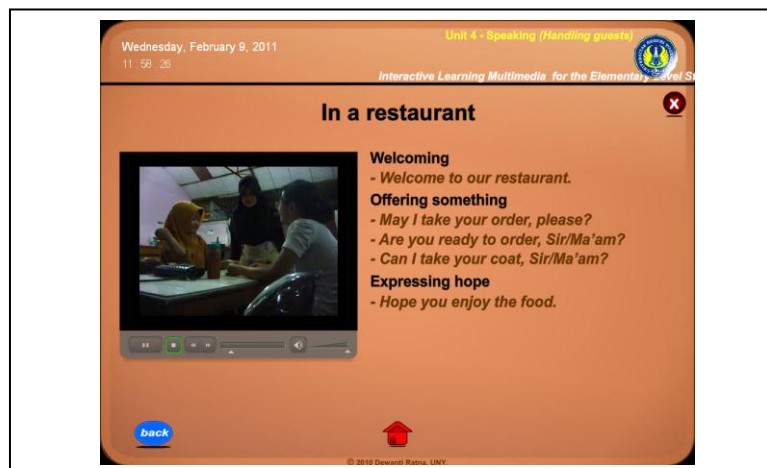 Wednesday, February 9, 2011
11 : 58 : 26
Unit 4 - Speaking (Handling guests)
Interactive Learning Multimedia for the Elementary Level St
In a restaurant
X
Welcoming
- Welcome to our restaurant.
Offering something
- May I take your order, please?
- Are you ready to order, Sir/Ma'am?
- Can I take your coat, Sir/Ma'am?
Expressing hope
- Hope you enjoy the food.
back
© 2010 Dewanti Ratna, UNY